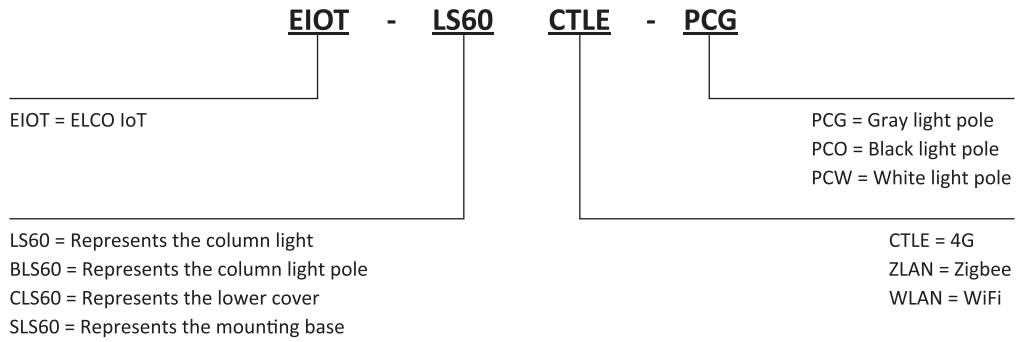 EIOT - LS60 CTLE - PCG
EIOT = ELCO IoT
PCG = Gray light pole
PCO = Black light pole
PCW = White light pole
LS60 = Represents the column light
BLS60 = Represents the column light pole
CLS60 = Represents the lower cover
SLS60 = Represents the mounting base
CTLE = 4G
ZLAN = Zigbee
WLAN = WiFi